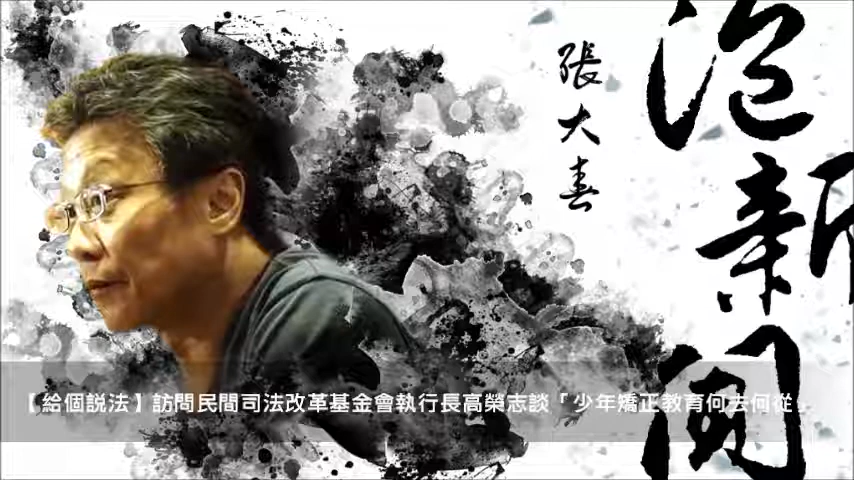 張大春
泡新聞
【給個說法】訪問民間司法改革基金會執行長高榮志談「少年矯正教育何去何從」